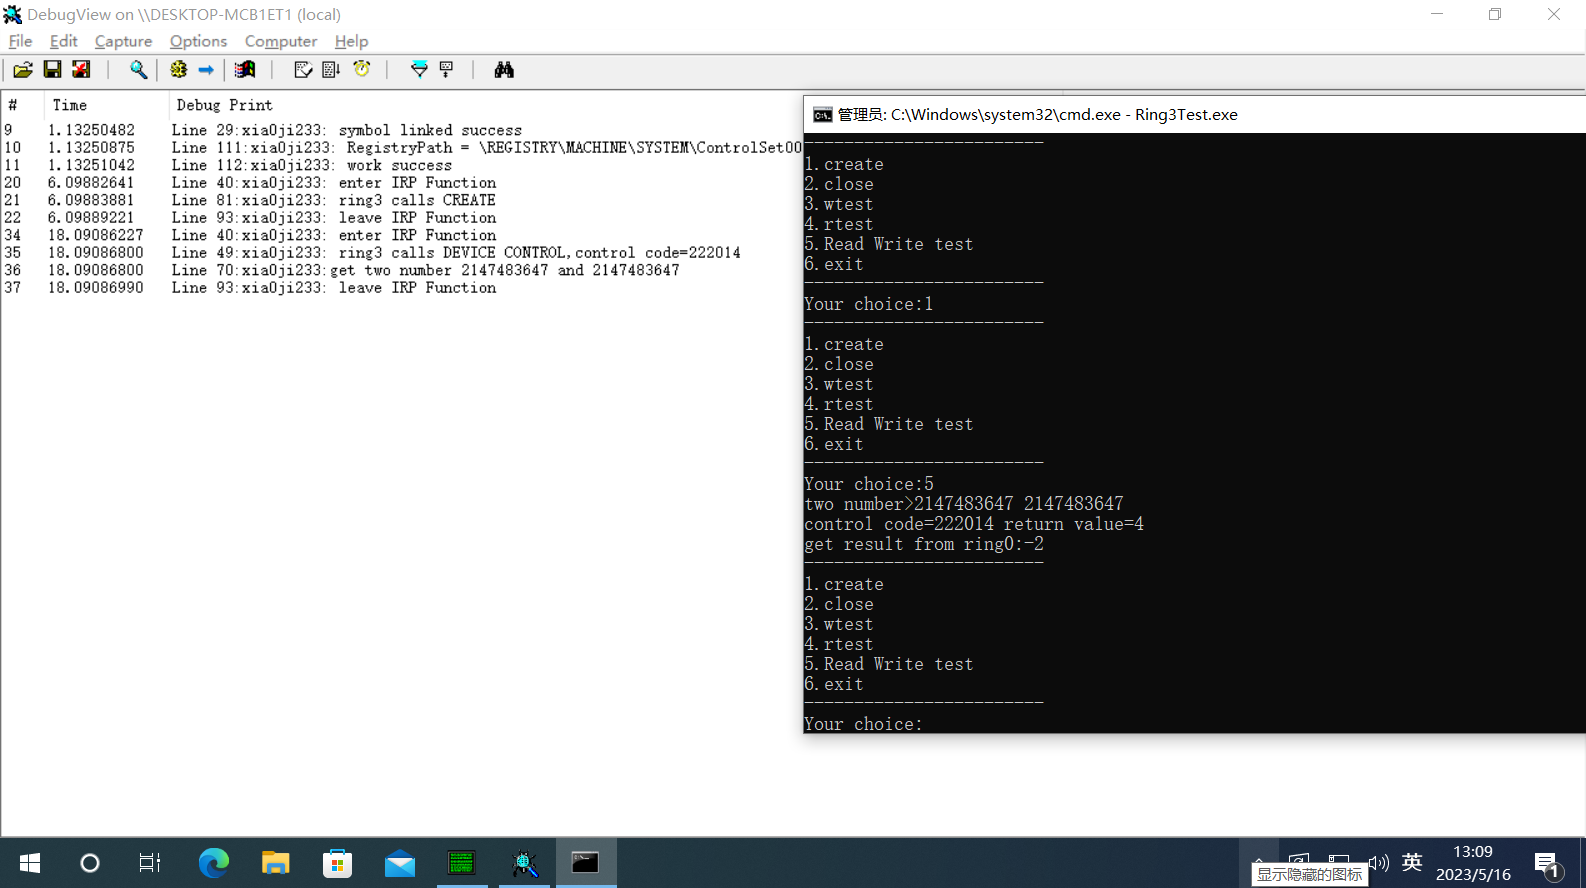 DebugView on \\DESKTOP-MCB1ET1 (local)
File Edit Capture Options Computer Help
# Time Debug Print
9 1.13250482 Line 29:xia0ji233: symbol linked success
10 1.13250875 Line 111:xia0ji233: RegistryPath = \REGISTRY\MACHINE\SYSTEM\ControlSet00
11 1.13251042 Line 112:xia0ji233: work success
20 6.09882641 Line 40:xia0ji233: enter IRP Function
21 6.09883881 Line 81:xia0ji233: ring3 calls CREATE
22 6.09889221 Line 93:xia0ji233: leave IRP Function
34 18.09086227 Line 40:xia0ji233: enter IRP Function
35 18.09086800 Line 49:xia0ji233: ring3 calls DEVICE CONTROL,control code=222014
36 18.09086800 Line 70:xia0ji233:get two number 2147483647 and 2147483647
37 18.09086990 Line 93:xia0ji233: leave IRP Function
管理员: C:\Windows\system32\cmd.exe - Ring3Test.exe
------------------------
1.create
2.close
3.wtest
4.rtest
5.Read Write test
6.exit
------------------------
Your choice:1
------------------------
1.create
2.close
3.wtest
4.rtest
5.Read Write test
6.exit
------------------------
Your choice:5
two number>2147483647 2147483647
control code=222014 return value=4
get result from ring0:-2
------------------------
1.create
2.close
3.wtest
4.rtest
5.Read Write test
6.exit
------------------------
Your choice:
英
13:09
2023/5/16
1
显示隐藏的图标